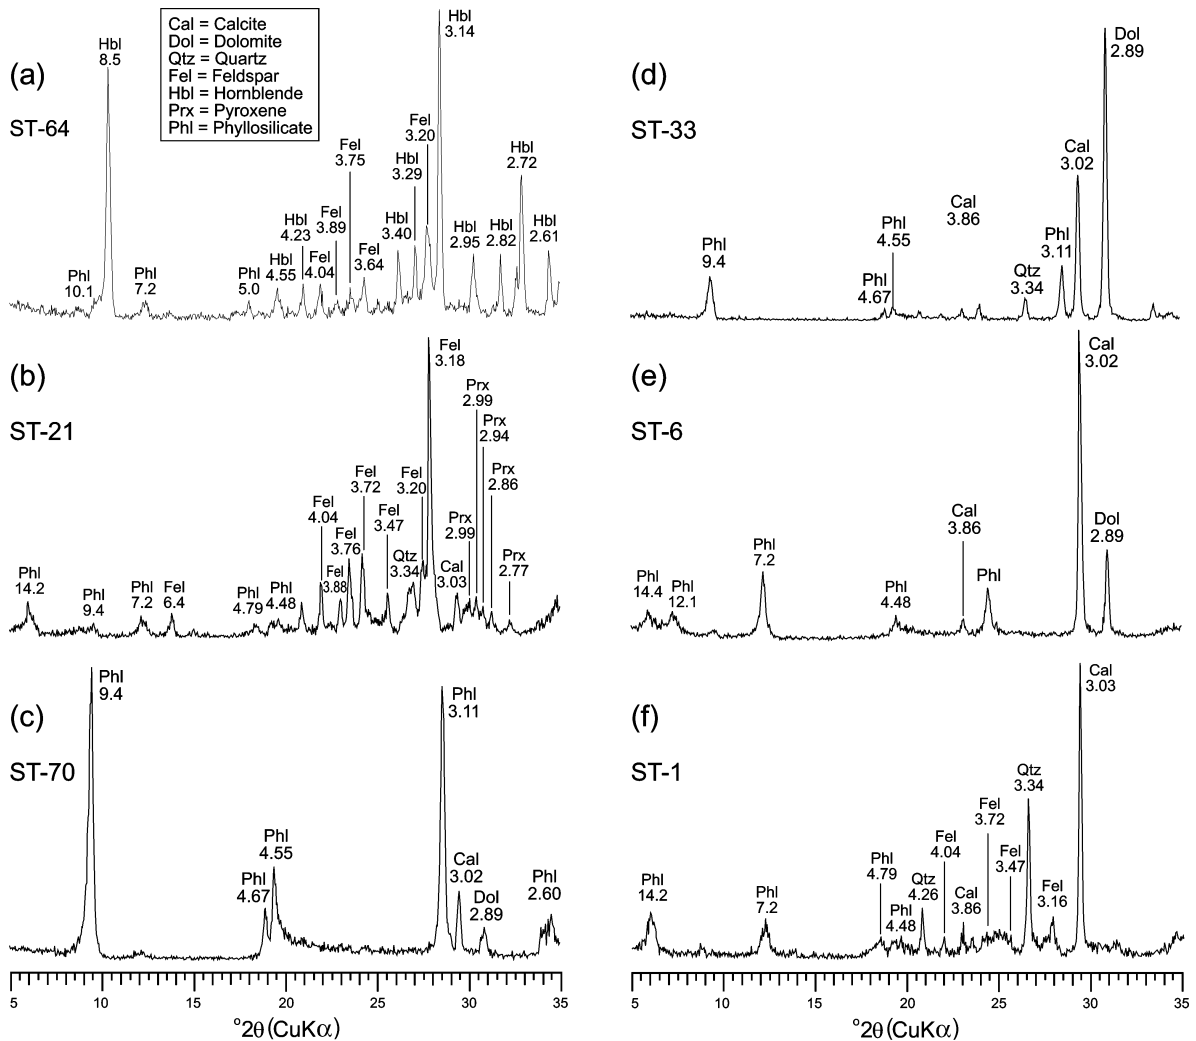 Cal = Calcite
Dol = Dolomite
Qtz = Quartz
Fel = Feldspar
Hbl = Hornblende
Prx = Pyroxene
Phl = Phyllosilicate
(a)
ST-64
Phl
10.1
Hbl
8.5
Phl
7.2
Phl
5.0
Hbl
4.55
Hbl
4.23
Fel
4.04
Fel
3.89
Fel
3.75
Fel
3.64
Hbl
3.40
Hbl
3.29
Fel
3.20
Hbl
3.14
Hbl
2.95
Hbl
2.82
Hbl
2.72
Hbl
2.61
(b)
ST-21
Phl
14.2
Phl
9.4
Phl
7.2
Fel
6.4
Phl
4.79
Phl
4.48
Fel
4.04
Fel
3.88
Fel
3.76
Fel
3.72
Fel
3.47
Qtz
3.34
Fel
3.20
Fel
3.18
Cal
3.03
Prx
2.99
Prx
2.99
Prx
2.94
Prx
2.86
Prx
2.77
(c)
ST-70
Phl
9.4
Phl
4.67
Phl
4.55
Phl
3.11
Cal
3.02
Dol
2.89
Phl
2.60
5 10 15 20 25 30 35
°2θ(CuKα)
(d)
ST-33
Phl
9.4
Phl
4.67
Phl
4.55
Cal
3.86
Qtz
3.34
Phl
3.11
Cal
3.02
Dol
2.89
(e)
ST-6
Phl
14.4
Phl
12.1
Phl
7.2
Phl
4.48
Cal
3.86
Phl
Cal
3.02
Dol
2.89
(f)
ST-1
Phl
14.2
Phl
7.2
Phl
4.79
Phl
4.48
Qtz
4.26
Fel
4.04
Cal
3.86
Fel
3.72
Fel
3.47
Qtz
3.34
Fel
3.16
Cal
3.03
5 10 15 20 25 30 35
°2θ(CuKα)